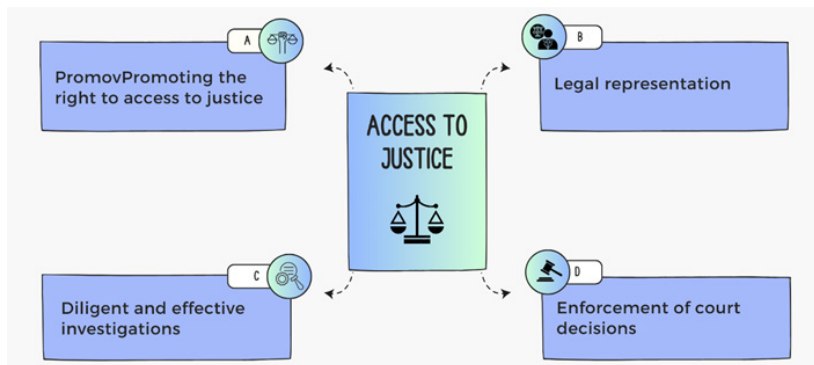 A
PromovPromoting the
right to access to justice
B
Legal representation
ACCESS TO
JUSTICE
C
Diligent and effective
investigations
D
Enforcement of court
decisions